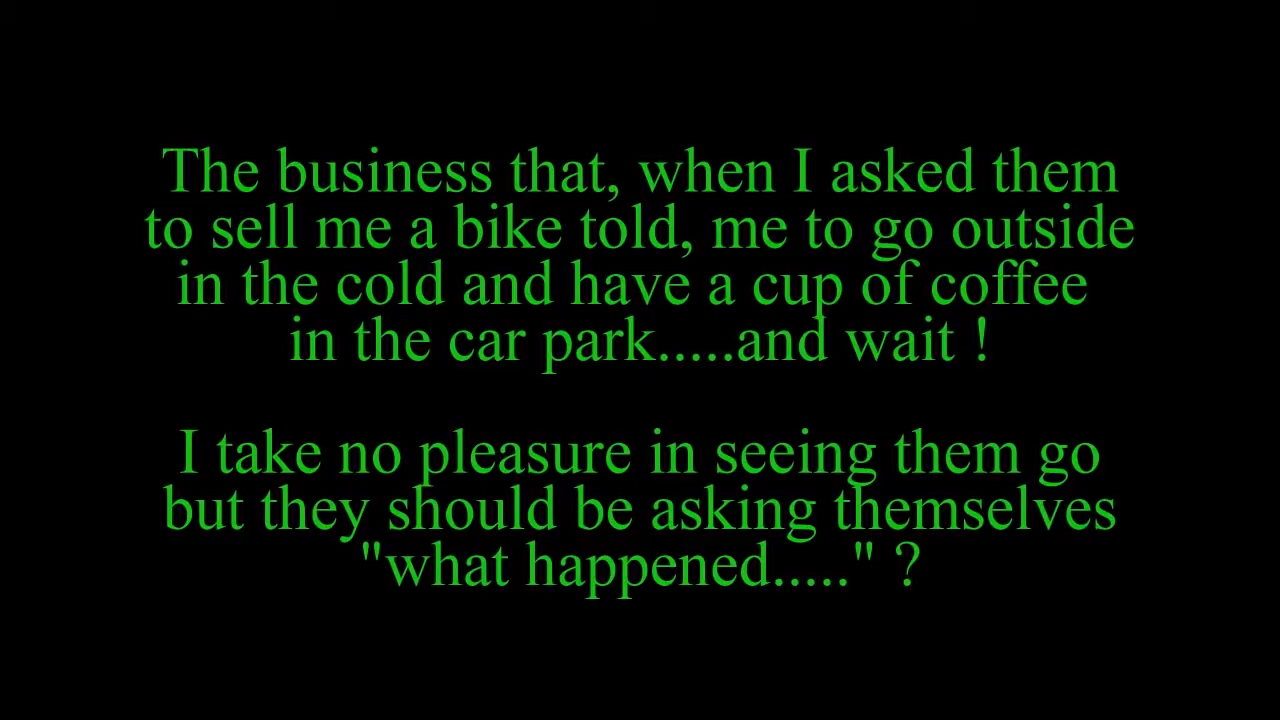 The business that, when I asked them
to sell me a bike told, me to go outside
in the cold and have a cup of coffee
in the car park.....and wait !
I take no pleasure in seeing them go
but they should be asking themselves
"what happened....." ?